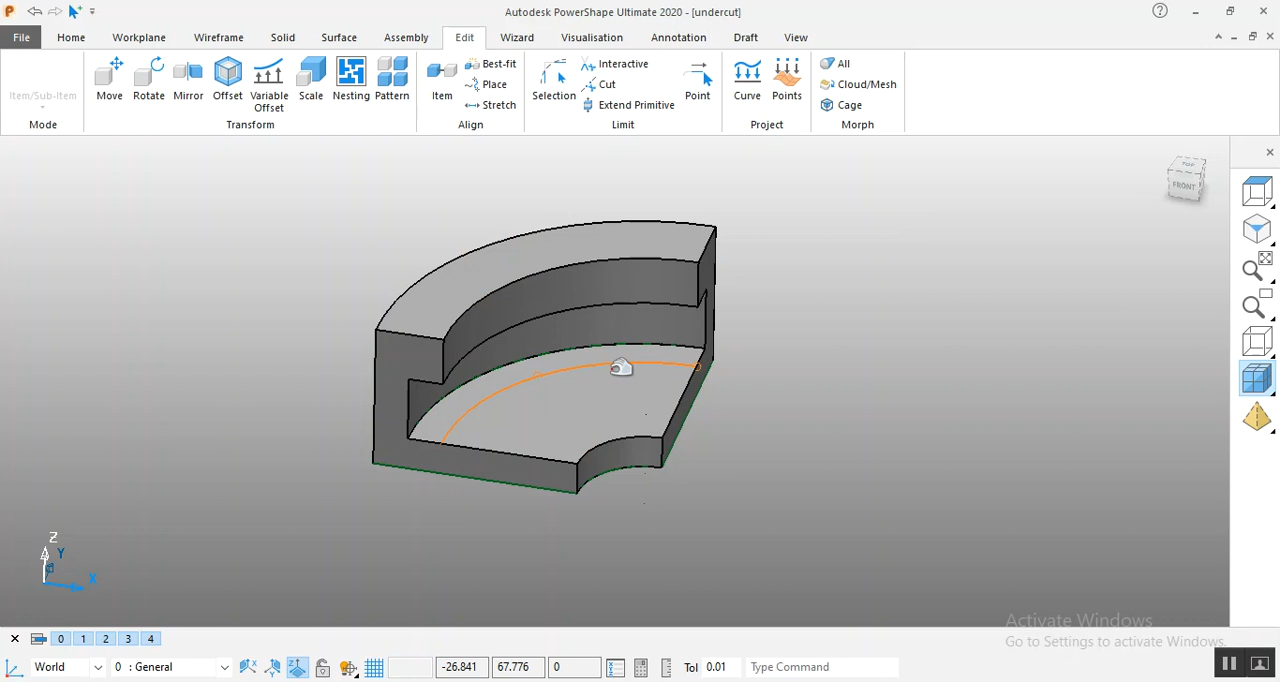 Autodesk PowerShape Ultimate 2020 - [undercut]
File Home Workplane Wireframe Solid Surface Assembly Edit Wizard Visualisation Annotation Draft View
Item/Sub-Item
Mode
Move Rotate Mirror Offset Variable Offset Scale Nesting Pattern
Transform
Item Best-fit
Place
Stretch
Align
Selection Interactive
Cut
Extend Primitive
Point
Limit
Curve Points
Project
All
Cloud/Mesh
Cage
Morph
TOP
FRONT
Z
Y
X
Activate Windows
Go to Settings to activate Windows.
0 1 2 3 4
World 0 : General -26.841 67.776 0 Tol 0.01 Type Command